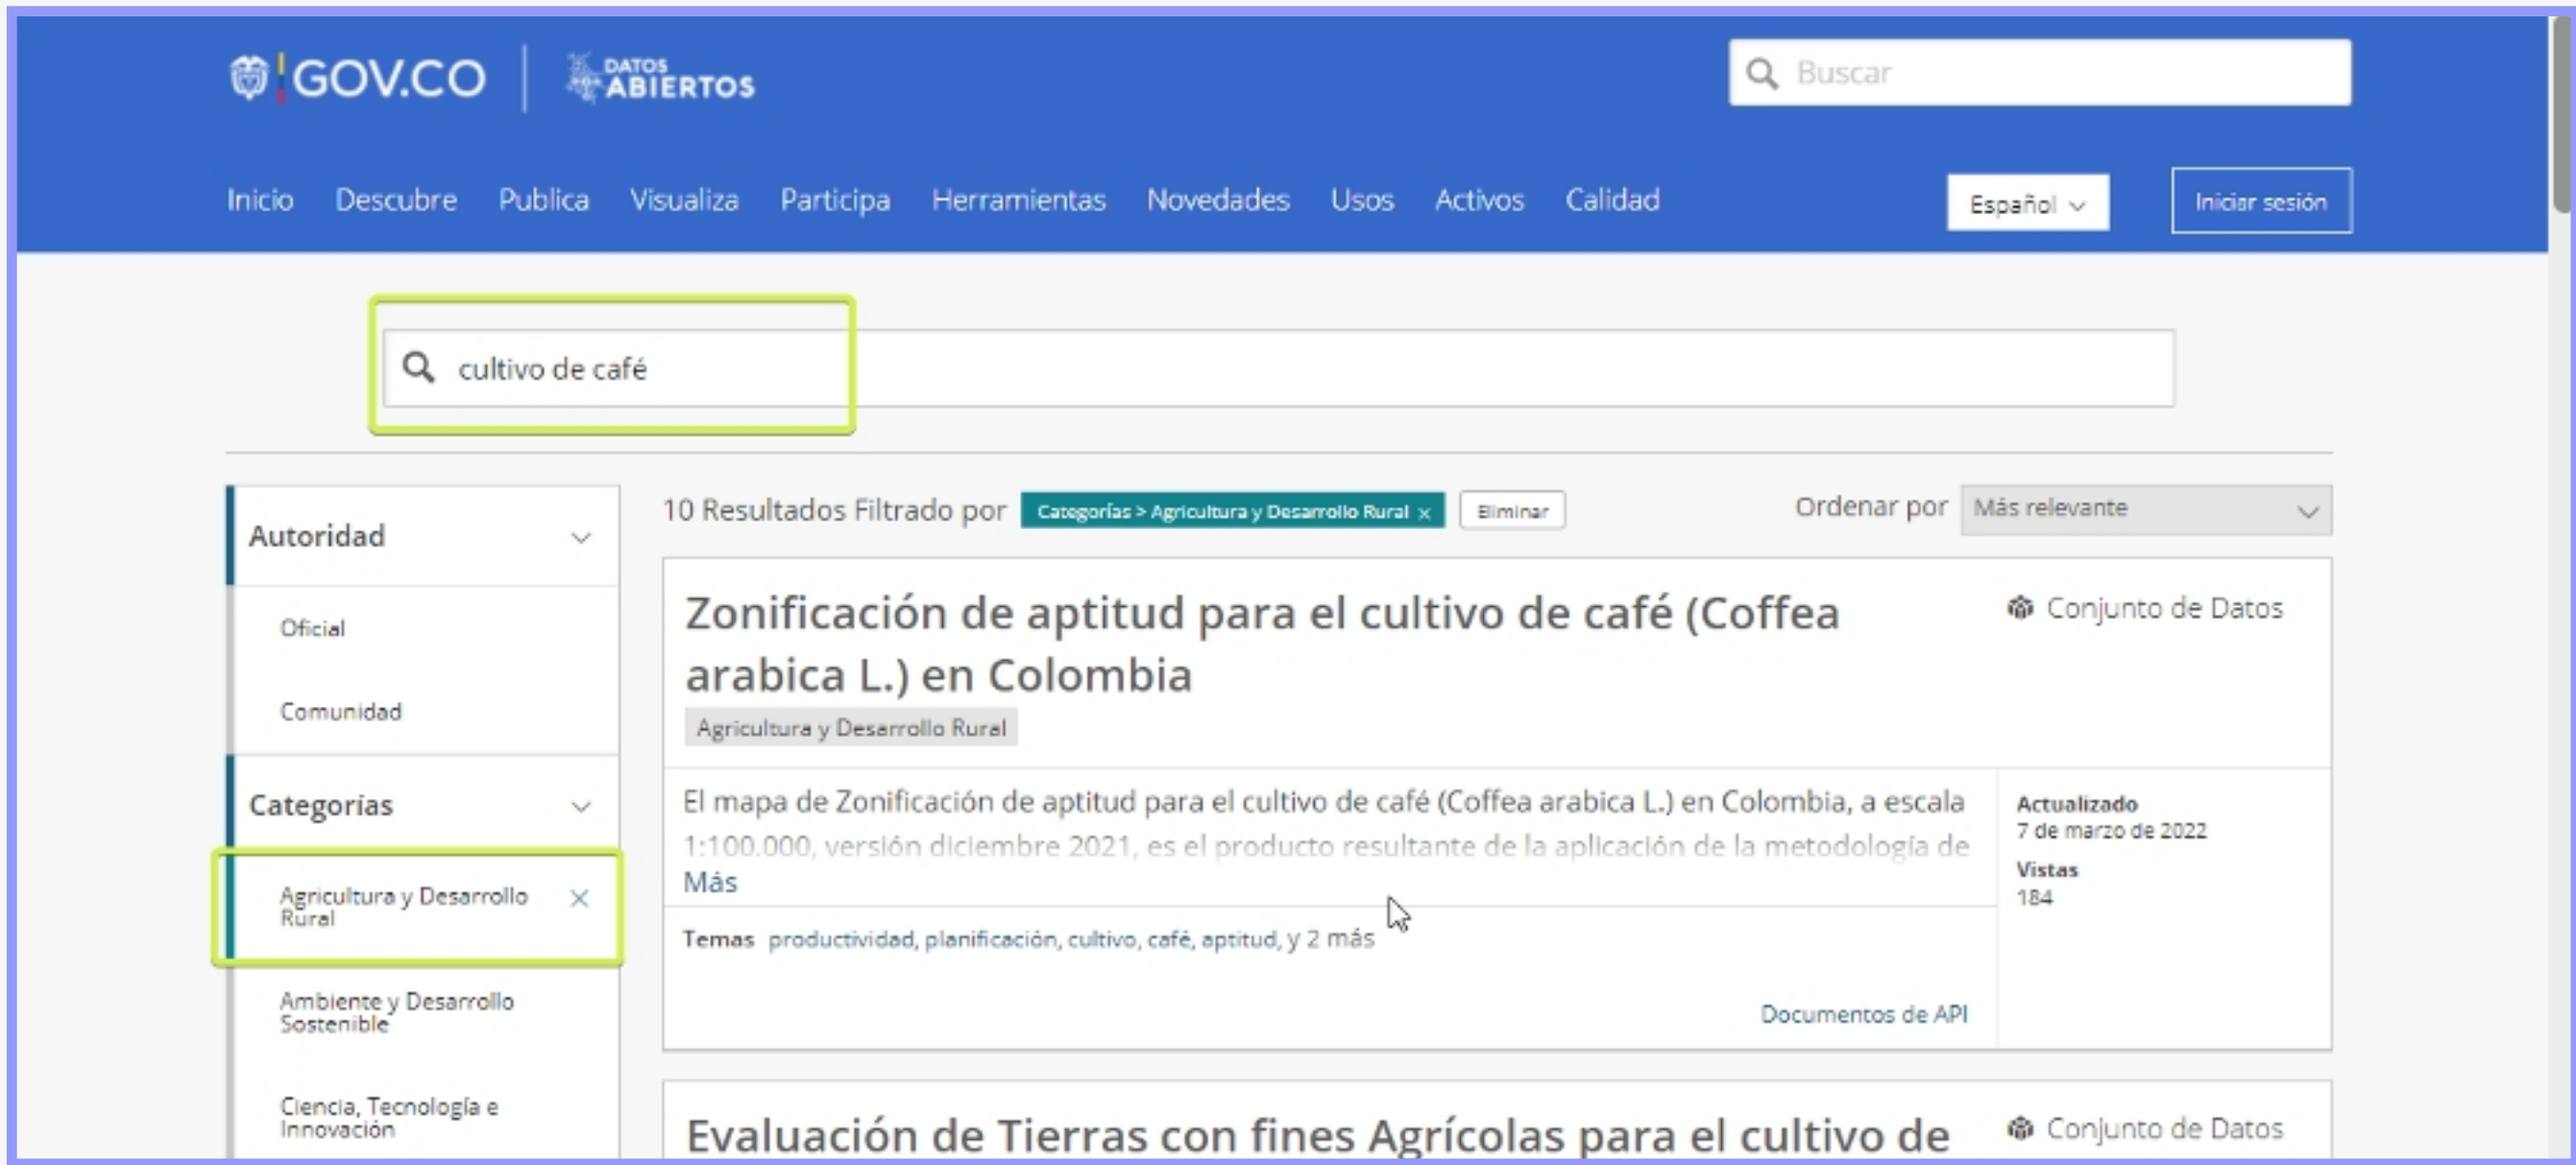 GOV.CO
DATOS
ABIERTOS
Buscar
Inicio Descubre Publica Visualiza Participa Herramientas Novedades Usos Activos Calidad
Español
Iniciar sesión
cultivo de café
Autoridad
Oficial
Comunidad
Categorías
Agricultura y Desarrollo
Rural
Ambiente y Desarrollo
Sostenible
Ciencia, Tecnología e
Innovación
10 Resultados Filtrado por
Categorías > Agricultura y Desarrollo Rural ×
Eliminar
Ordenar por
Más relevante
Zonificación de aptitud para el cultivo de café (Coffea
arabica L.) en Colombia
Conjunto de Datos
Agricultura y Desarrollo Rural
El mapa de Zonificación de aptitud para el cultivo de café (Coffea arabica L.) en Colombia, a escala
1:100.000, versión diciembre 2021, es el producto resultante de la aplicación de la metodología de
Más
Actualizado
7 de marzo de 2022
Vistas
184
Temas productividad, planificación, cultivo, café, aptitud, y 2 más
Documentos de API
Evaluación de Tierras con fines Agrícolas para el cultivo de
Conjunto de Datos